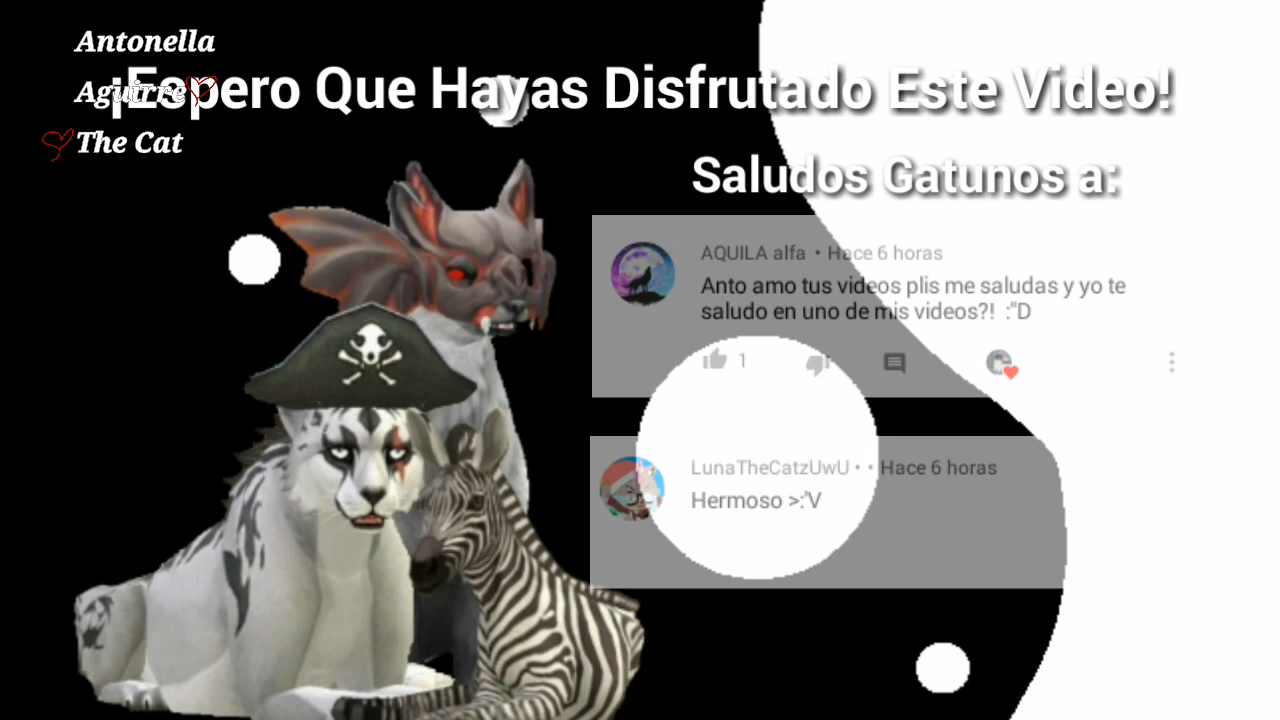 Antonella
Aguirre
The Cat
¡Espero Que Hayas Disfrutado Este Video!
Saludos Gatunos a:
AQUILA alfa • Hace 6 horas
Anto amo tus videos plis me saludas y yo te
saludo en uno de mis videos?! :"D
1
LunaTheCatzUwU • • Hace 6 horas
Hermoso >:'V